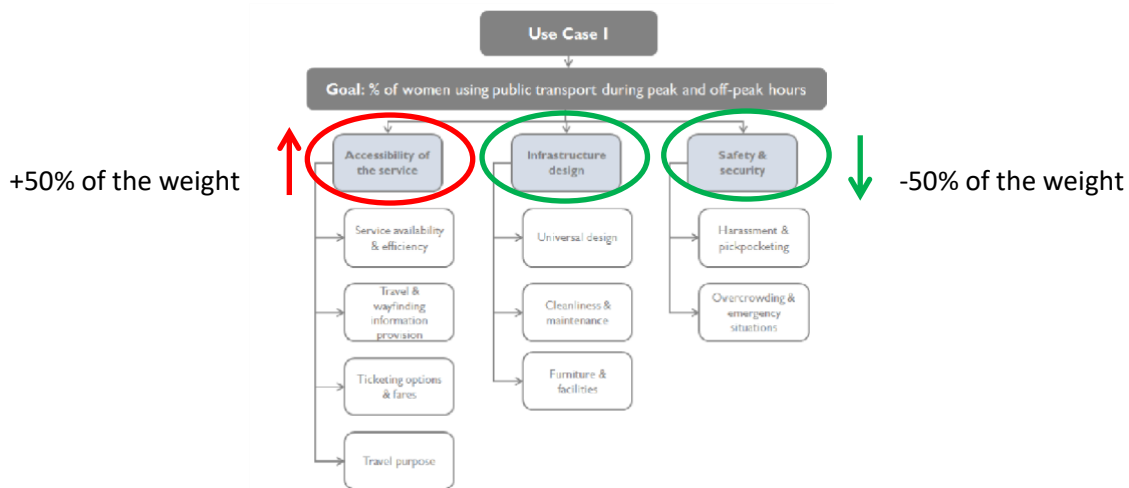 Use Case I
Goal: % of women using public transport during peak and off-peak hours
+50% of the weight
Accessibility of
the service
Infrastructure
design
Safety &
security
-50% of the weight
Service availability
& efficiency
Universal design
Harassment &
pickpocketing
Travel &
wayfinding
information
provision
Cleanliness &
maintenance
Overcrowding &
emergency
situations
Ticketing options
& fares
Furniture &
facilities
Travel purpose